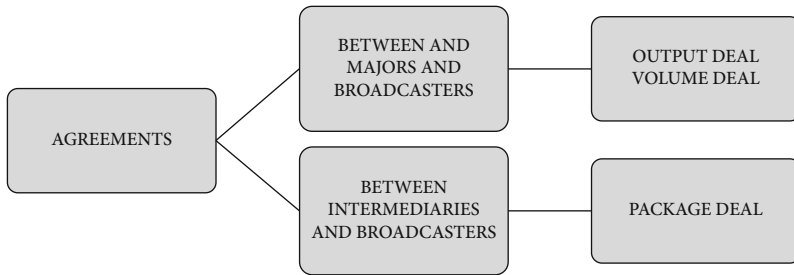 AGREEMENTS
BETWEEN AND
MAJORS AND
BROADCASTERS
OUTPUT DEAL
VOLUME DEAL
BETWEEN
INTERMEDIARIES
AND BROADCASTERS
PACKAGE DEAL